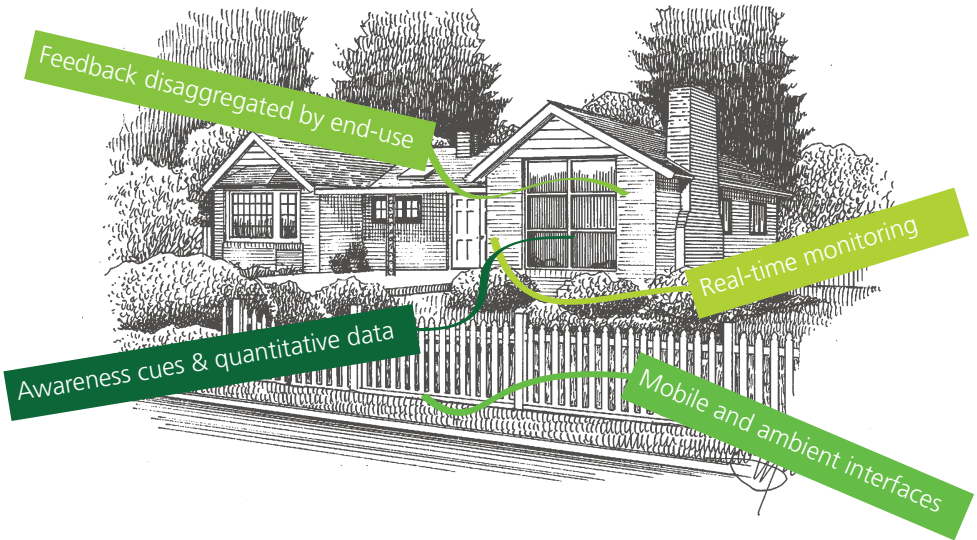 Feedback disaggregated by end-use
Real-time monitoring
Awareness cues & quantitative data
Mobile and ambient interfaces